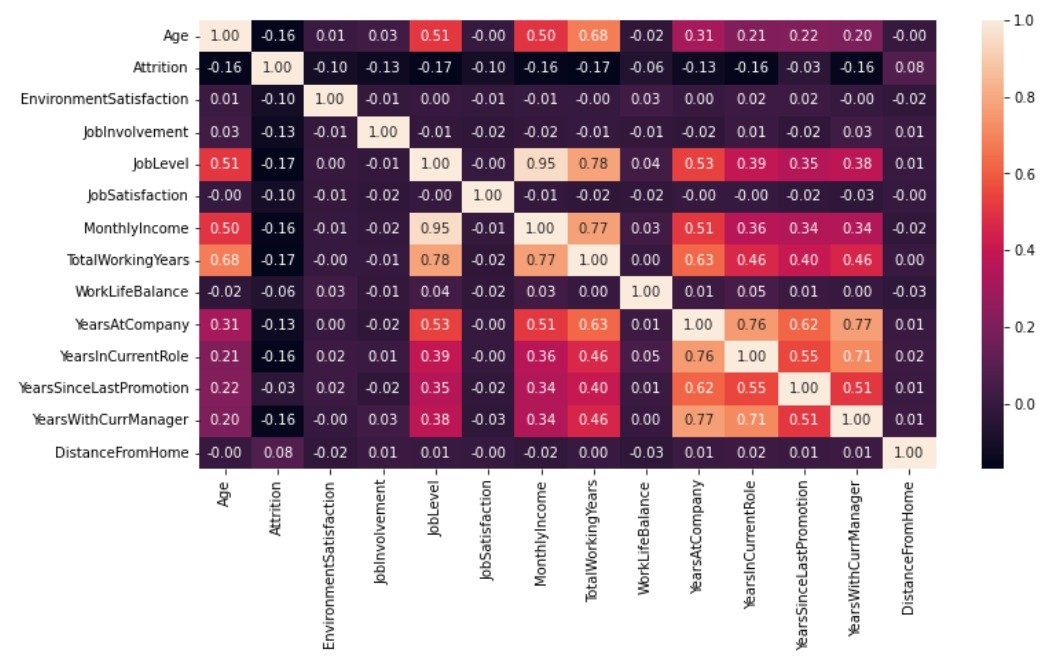 Age 1.00 -0.16 0.01 0.03 0.51 -0.00 0.50 0.68 -0.02 0.31 0.21 0.22 0.20 -0.00
Attrition -0.16 1.00 -0.10 -0.13 -0.17 -0.10 -0.16 -0.17 -0.06 -0.13 -0.16 -0.03 -0.16 0.08
EnvironmentSatisfaction 0.01 -0.10 1.00 -0.01 0.00 -0.01 -0.01 -0.00 0.03 0.00 0.02 0.02 -0.00 -0.02
JobInvolvement 0.03 -0.13 -0.01 1.00 -0.01 -0.02 -0.02 -0.01 -0.01 -0.02 0.01 -0.02 0.03 0.01
JobLevel 0.51 -0.17 0.00 -0.01 1.00 -0.00 0.95 0.78 0.04 0.53 0.39 0.35 0.38 0.01
JobSatisfaction -0.00 -0.10 -0.01 -0.02 -0.00 1.00 -0.01 -0.02 -0.02 -0.00 -0.00 -0.02 -0.03 -0.00
MonthlyIncome 0.50 -0.16 -0.01 -0.02 0.95 -0.01 1.00 0.77 0.03 0.51 0.36 0.34 0.34 -0.02
TotalWorkingYears 0.68 -0.17 -0.00 -0.01 0.78 -0.02 0.77 1.00 0.00 0.63 0.46 0.40 0.46 0.00
WorkLifeBalance -0.02 -0.06 0.03 -0.01 0.04 -0.02 0.03 0.00 1.00 0.01 0.05 0.01 0.00 -0.03
YearsAtCompany 0.31 -0.13 0.00 -0.02 0.53 -0.00 0.51 0.63 0.01 1.00 0.76 0.62 0.77 0.01
YearsInCurrentRole 0.21 -0.16 0.02 0.01 0.39 -0.00 0.36 0.46 0.05 0.76 1.00 0.55 0.71 0.02
YearsSinceLastPromotion 0.22 -0.03 0.02 -0.02 0.35 -0.02 0.34 0.40 0.01 0.62 0.55 1.00 0.51 0.01
YearsWithCurrManager 0.20 -0.16 -0.00 0.03 0.38 -0.03 0.34 0.46 0.00 0.77 0.71 0.51 1.00 0.01
DistanceFromHome -0.00 0.08 -0.02 0.01 0.01 -0.00 -0.02 0.00 -0.03 0.01 0.02 0.01 0.01 1.00
Age
Attrition
EnvironmentSatisfaction
JobInvolvement
JobLevel
JobSatisfaction
MonthlyIncome
TotalWorkingYears
WorkLifeBalance
YearsAtCompany
YearsInCurrentRole
YearsSinceLastPromotion
YearsWithCurrManager
DistanceFromHome
1.0
0.8
0.6
0.4
0.2
0.0